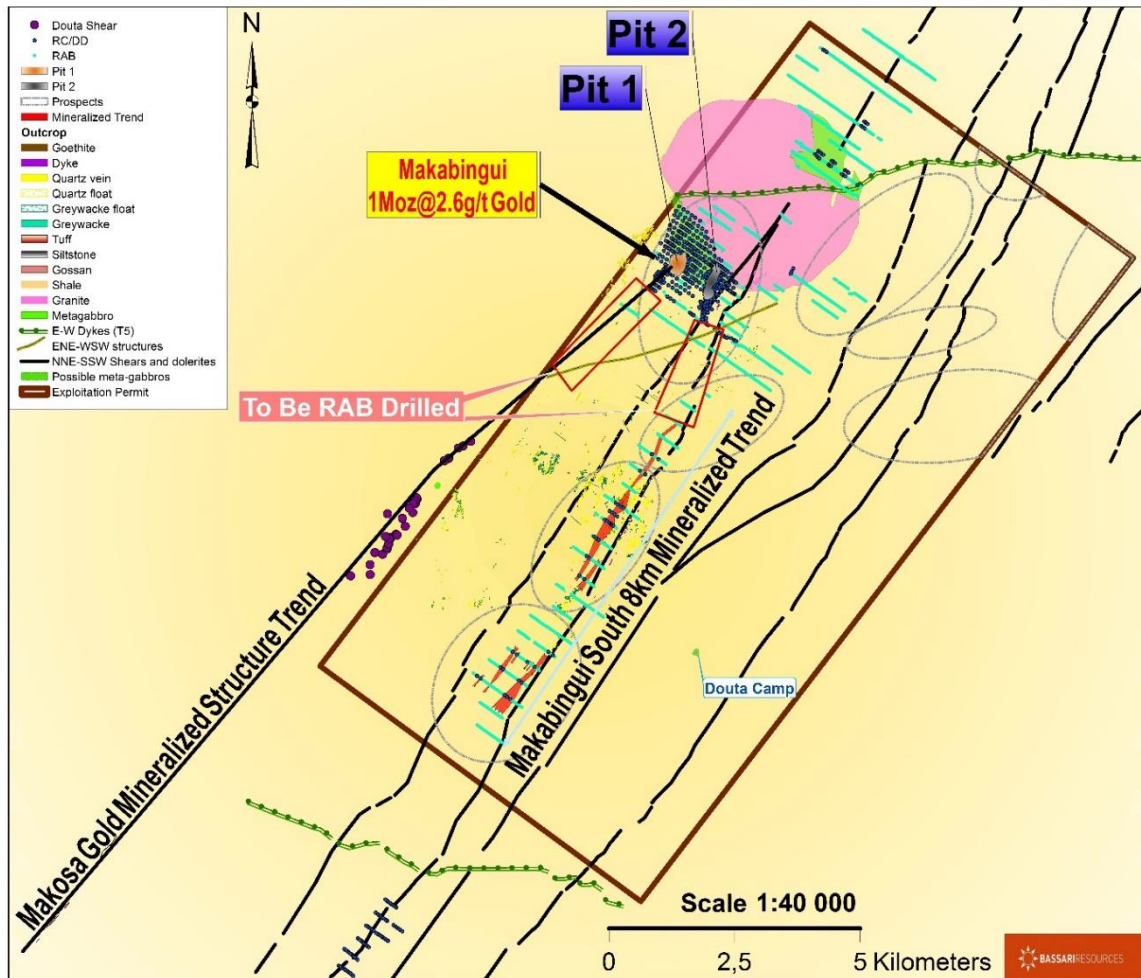 Douta Shear
RC/DD
RAB
Pit 1
Pit 2
Prospects
Mineralized Trend
Outcrop
Goethite
Dyke
Quartz vein
Quartz float
Greywacke float
Greywacke
Tuff
Siltstone
Gossan
Shale
Granite
Metagabbro
E-W Dykes (T5)
ENE-WSW structures
NNE-SSW Shears and dolerites
Possible meta-gabbros
Exploitation Permit
N
Pit 2
Pit 1
Makabingui
1Moz@2.6g/t Gold
To Be RAB Drilled
Makabingui South 8km Mineralized Trend
Makosa Gold Mineralized Structure Trend
Douta Camp
Scale 1:40 000
0 2,5 5 Kilometers
BASSARIRESOURCES